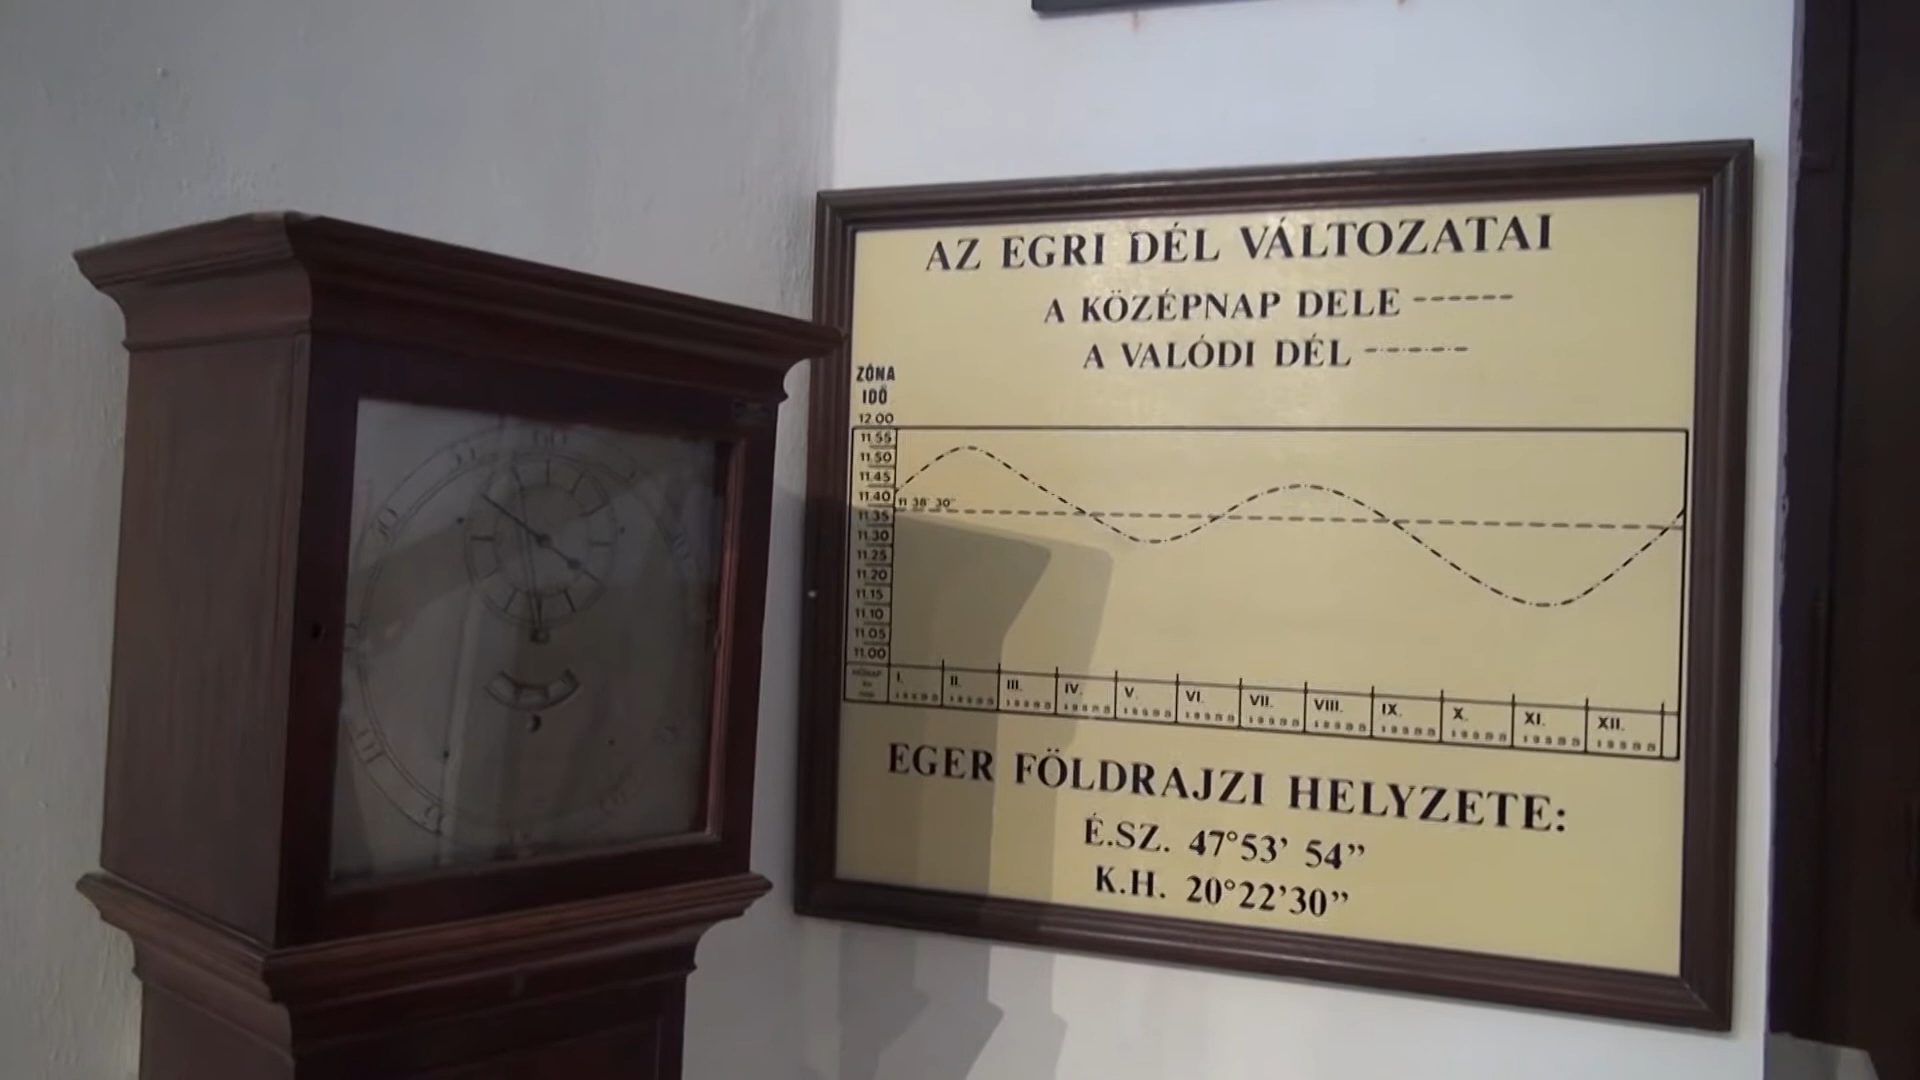 AZ EGRI DÉL VÁLTOZATAI
A KÖZÉPNAP DELE
A VALÓDI DÉL
ZÓNA
IDŐ
12.00
11.55
11.50
11.45
11.40
11 38' 30"
11.35
11.30
11.25
11.20
11.15
11.10
11.05
11.00
HÓNAP
I. II. III. IV. V. VI. VII. VIII. IX. X. XI. XII.
EGER FÖLDRAJZI HELYZETE:
É.SZ. 47°53' 54”
K.H. 20°22'30”
60